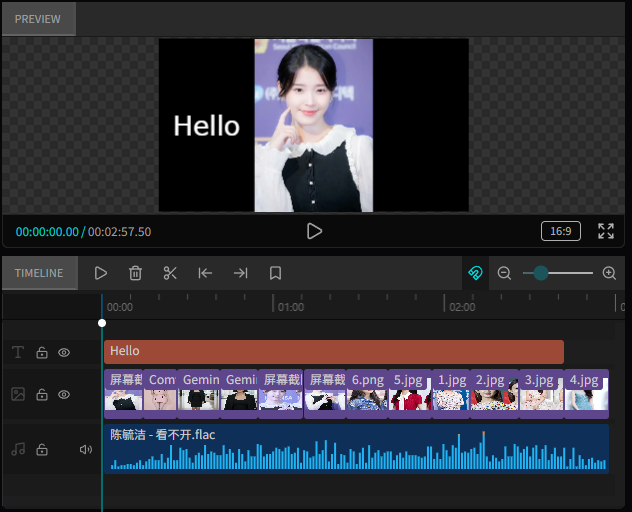 PREVIEW
Seoul
Council
Hello
00:00:00.00 / 00:02:57.50
16:9
TIMELINE
00:00
01:00
02:00
Hello
屏幕截 Com Gemin Gemi 屏幕截 屏幕截 6.png 5.jpg 1.jpg 2.jpg 3.jpg 4.jpg
陈毓洁 - 看不开.flac